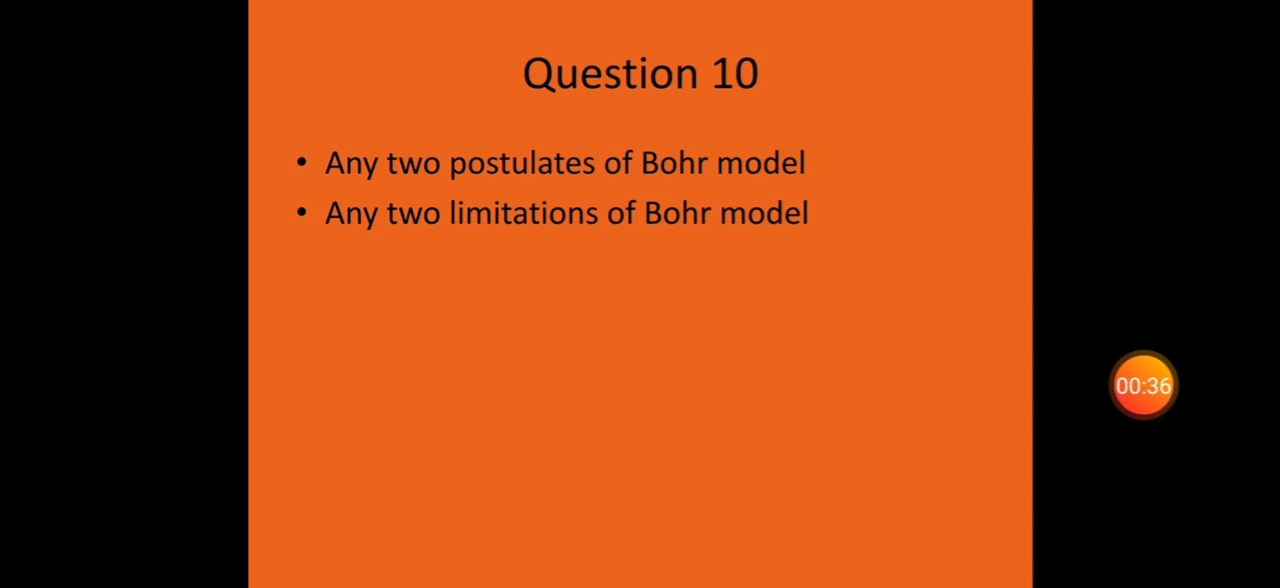 Question 10
• Any two postulates of Bohr model
• Any two limitations of Bohr model
00:36